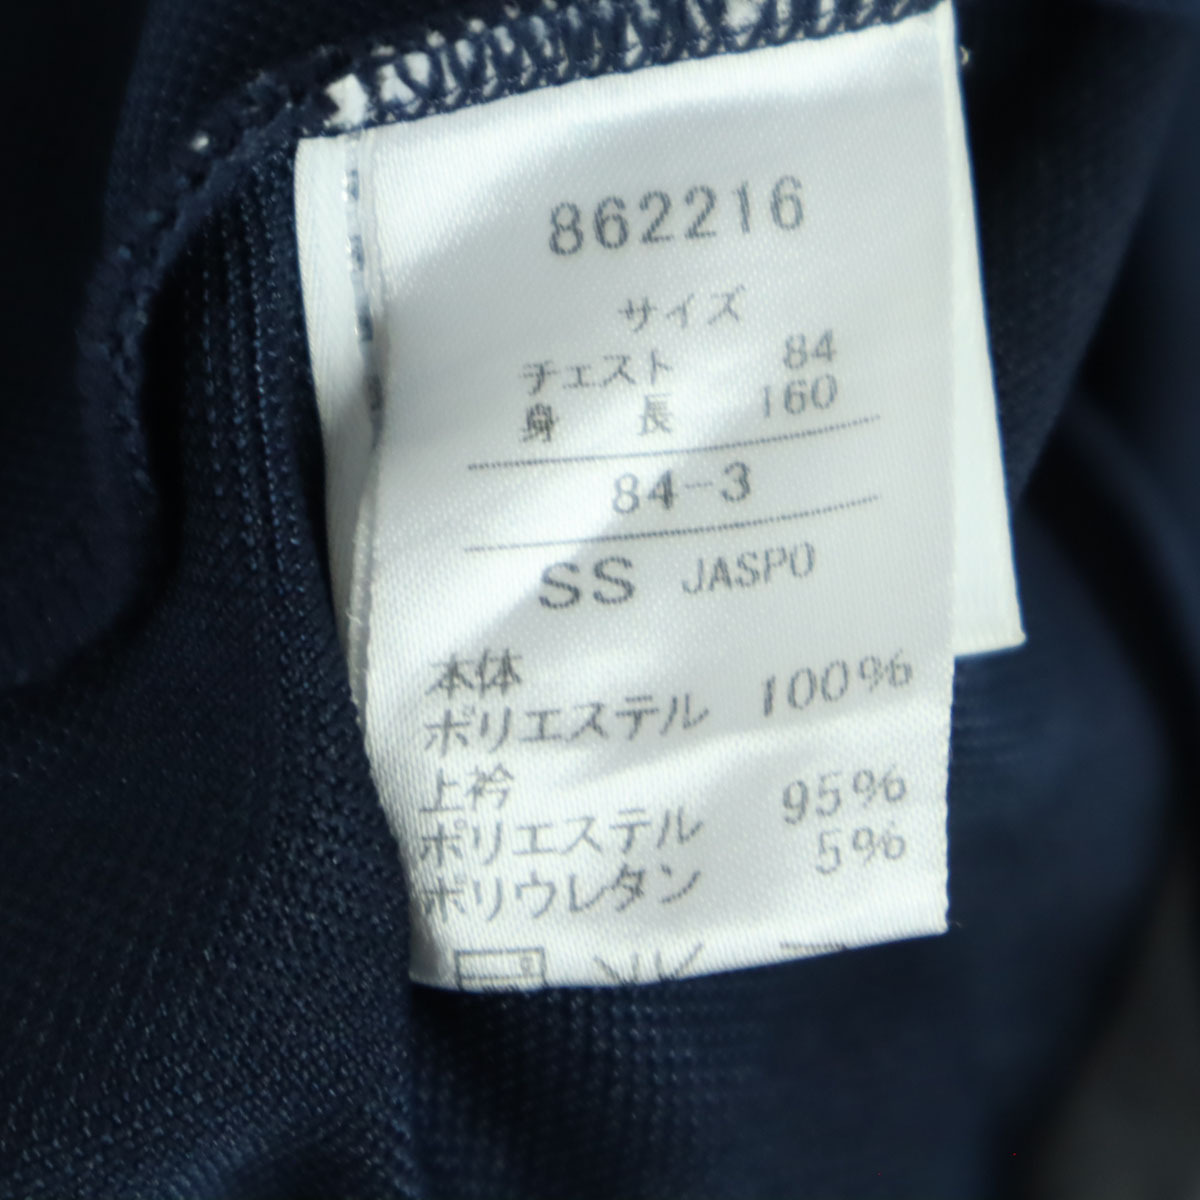 862216
サイズ
チェスト 84
身長 160
84-3
SS JASPO
本体
ポリエステル 100%
上衿
ポリエステル 95%
ポリウレタン 5%